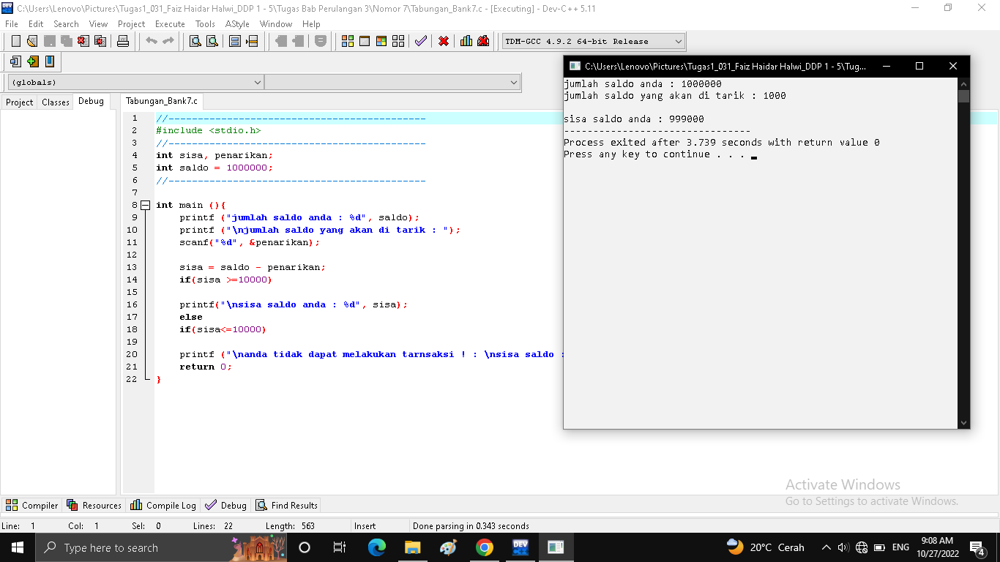 C:\Users\Lenovo\Pictures\Tugas1_031_Faiz Haidar Halwi_DDP 1 - 5\Tugas Bab Perulangan 3\Nomor 7\Tabungan_Bank7.c - [Executing] - Dev-C++ 5.11
File Edit Search View Project Execute Tools AStyle Window Help
TDM-GCC 4.9.2 64-bit Release
(globals)
Project Classes Debug
Tabungan_Bank7.c
1 //--------------------------------------------
2 #include <stdio.h>
3 //--------------------------------------------
4 int sisa, penarikan;
5 int saldo = 1000000;
6 //--------------------------------------------
7
8 int main (){
9 printf ("jumlah saldo anda : %d", saldo);
10 printf ("\njumlah saldo yang akan di tarik : ");
11 scanf("%d", &penarikan);
12
13 sisa = saldo - penarikan;
14 if(sisa >=10000)
15
16 printf("\nsisa saldo anda : %d", sisa);
17 else
18 if(sisa<=10000)
19
20 printf ("\nanda tidak dapat melakukan tarnsaksi ! : \nsisa saldo :
21 return 0;
22 }
C:\Users\Lenovo\Pictures\Tugas1_031_Faiz Haidar Halwi_DDP 1 - 5\Tug...
jumlah saldo anda : 1000000
jumlah saldo yang akan di tarik : 1000
sisa saldo anda : 999000
--------------------------------
Process exited after 3.739 seconds with return value 0
Press any key to continue . . .
Activate Windows
Go to Settings to activate Windows.
Compiler Resources Compile Log Debug Find Results
Line: 1 Col: 1 Sel: 0 Lines: 22 Length: 563 Insert Done parsing in 0.343 seconds
Type here to search
DEV
20°C Cerah
ENG
9:08 AM
10/27/2022
4